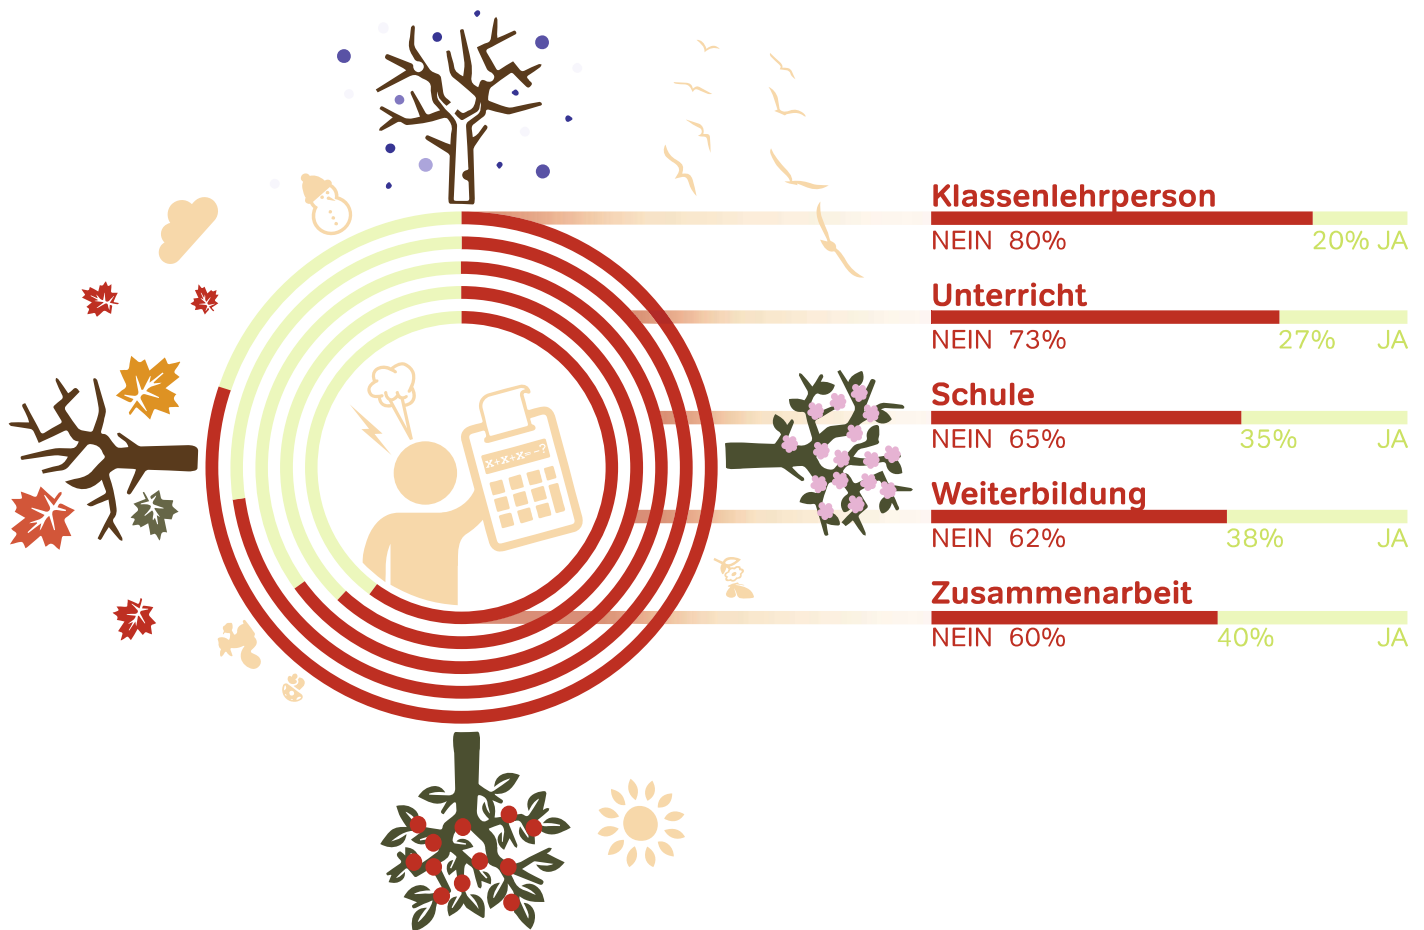 Klassenlehrperson
NEIN 80% 20% JA
Unterricht
NEIN 73% 27% JA
Schule
NEIN 65% 35% JA
Weiterbildung
NEIN 62% 38% JA
Zusammenarbeit
NEIN 60% 40% JA
x+x+x=-?